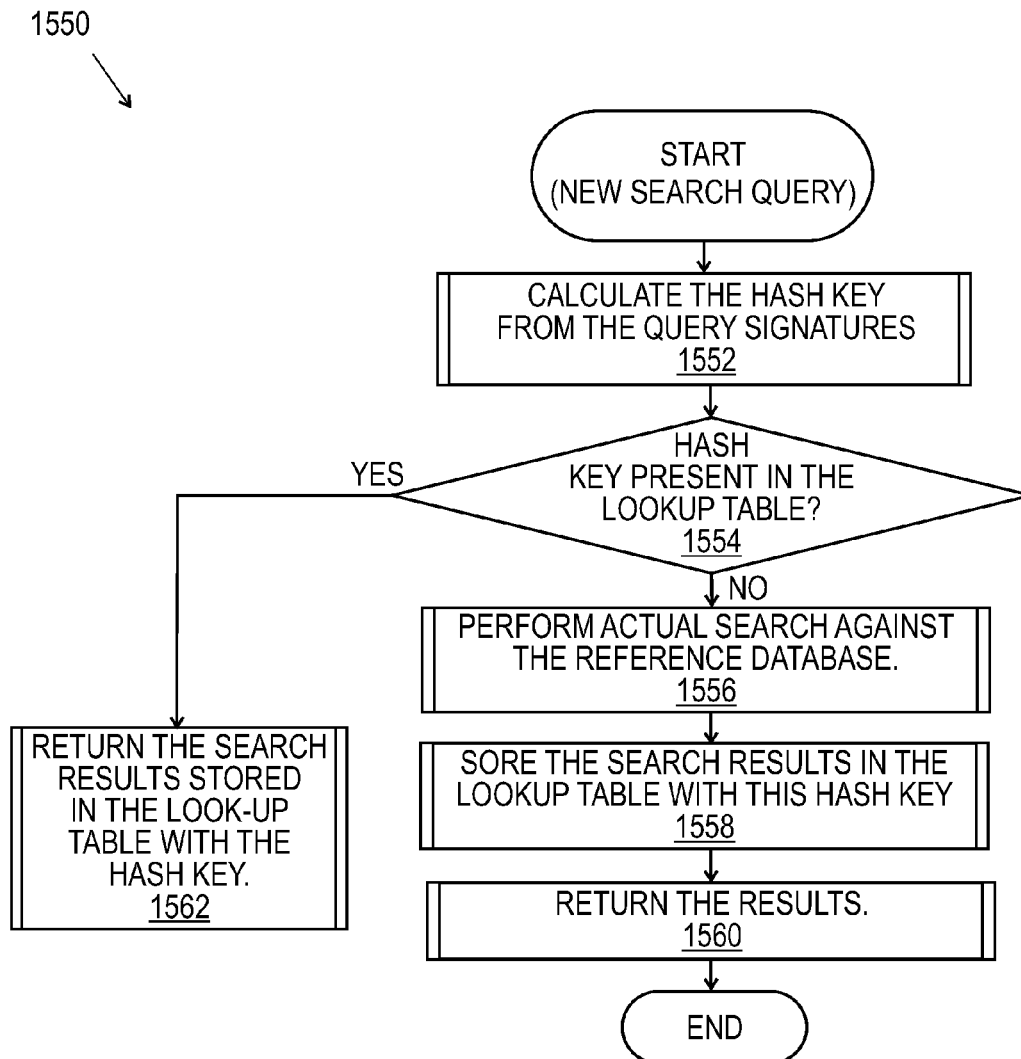 1550
START
(NEW SEARCH QUERY)
CALCULATE THE HASH KEY
FROM THE QUERY SIGNATURES
1552
HASH
KEY PRESENT IN THE
LOOKUP TABLE?
1554
YES
NO
PERFORM ACTUAL SEARCH AGAINST
THE REFERENCE DATABASE.
1556
SORE THE SEARCH RESULTS IN THE
LOOKUP TABLE WITH THIS HASH KEY
1558
RETURN THE SEARCH
RESULTS STORED
IN THE LOOK-UP
TABLE WITH THE
HASH KEY.
1562
RETURN THE RESULTS.
1560
END